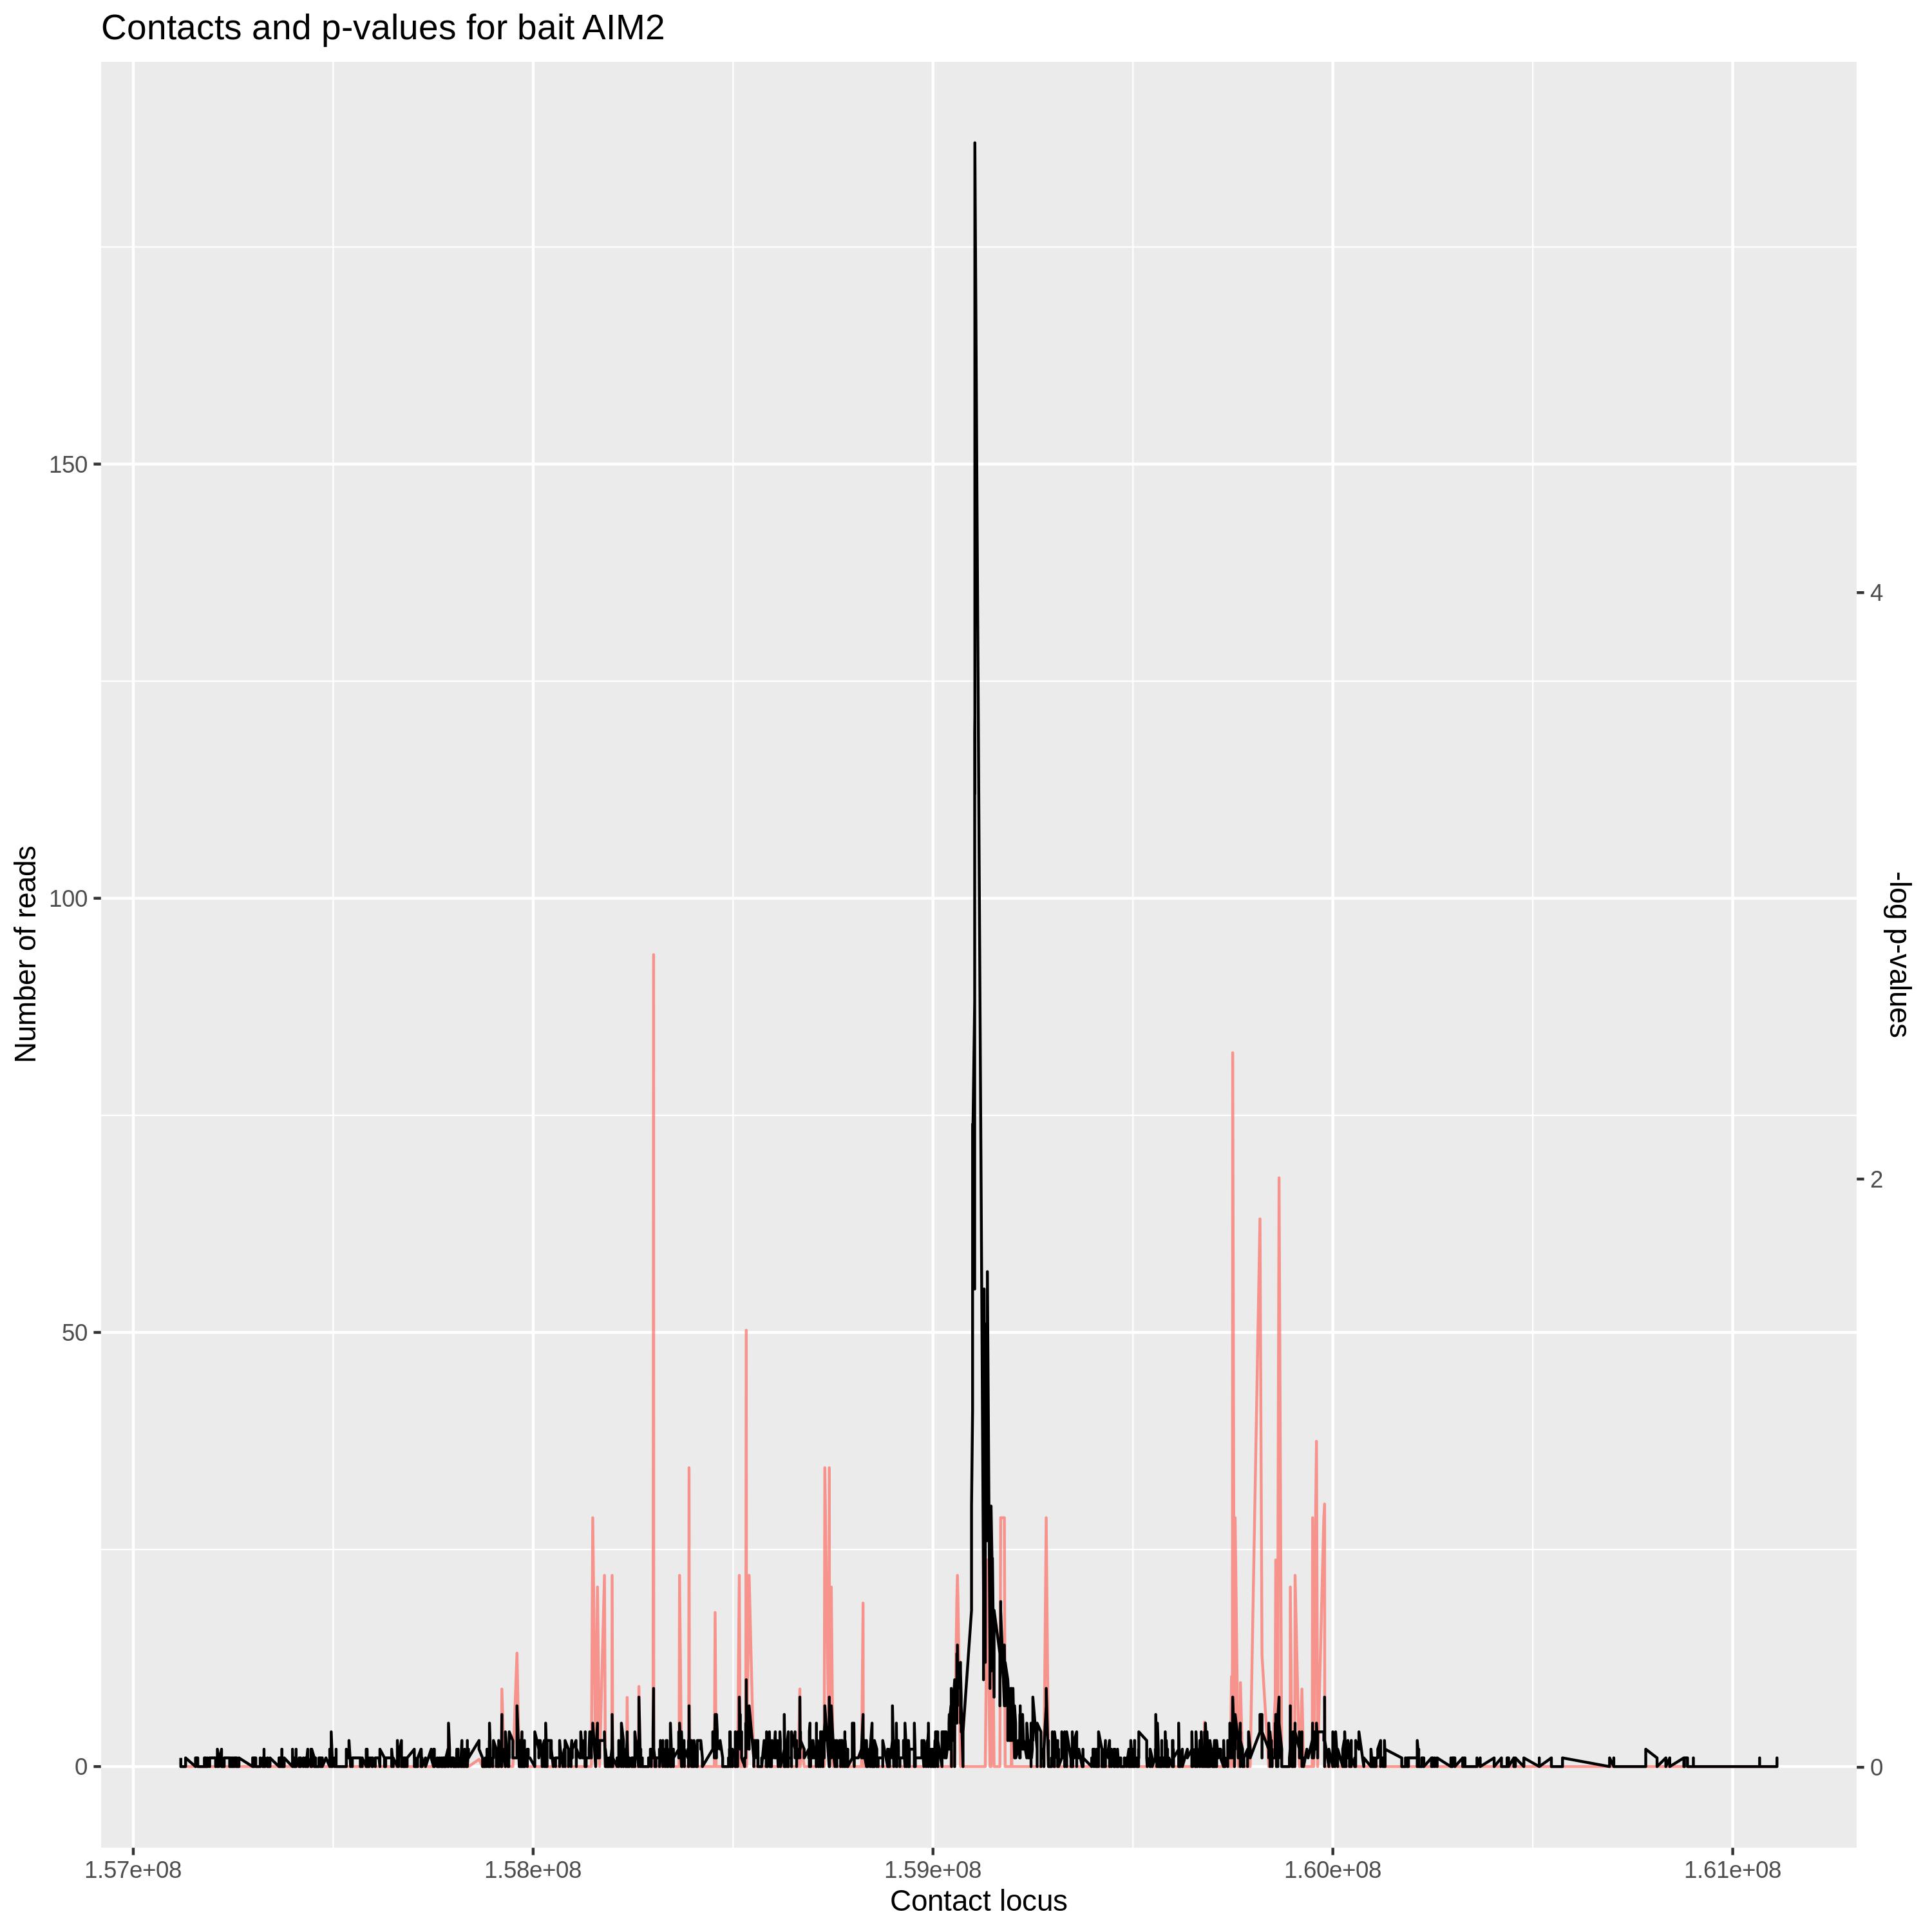 Contacts and p-values for bait AIM2
150
100
50
0
Number of reads
4
2
0
-log p-values
1.57e+08 1.58e+08 1.59e+08 1.60e+08 1.61e+08
Contact locus